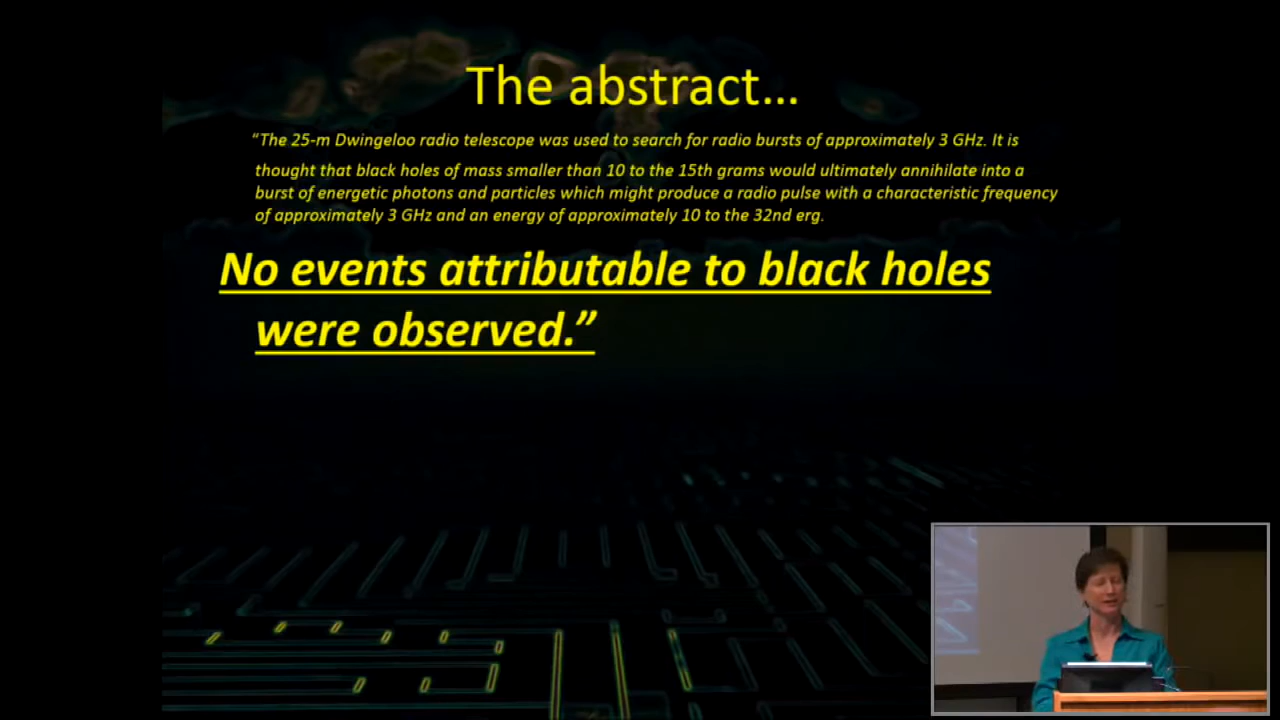 The abstract...
“The 25-m Dwingeloo radio telescope was used to search for radio bursts of approximately 3 GHz. It is
thought that black holes of mass smaller than 10 to the 15th grams would ultimately annihilate into a
burst of energetic photons and particles which might produce a radio pulse with a characteristic frequency
of approximately 3 GHz and an energy of approximately 10 to the 32nd erg.
No events attributable to black holes
were observed.”